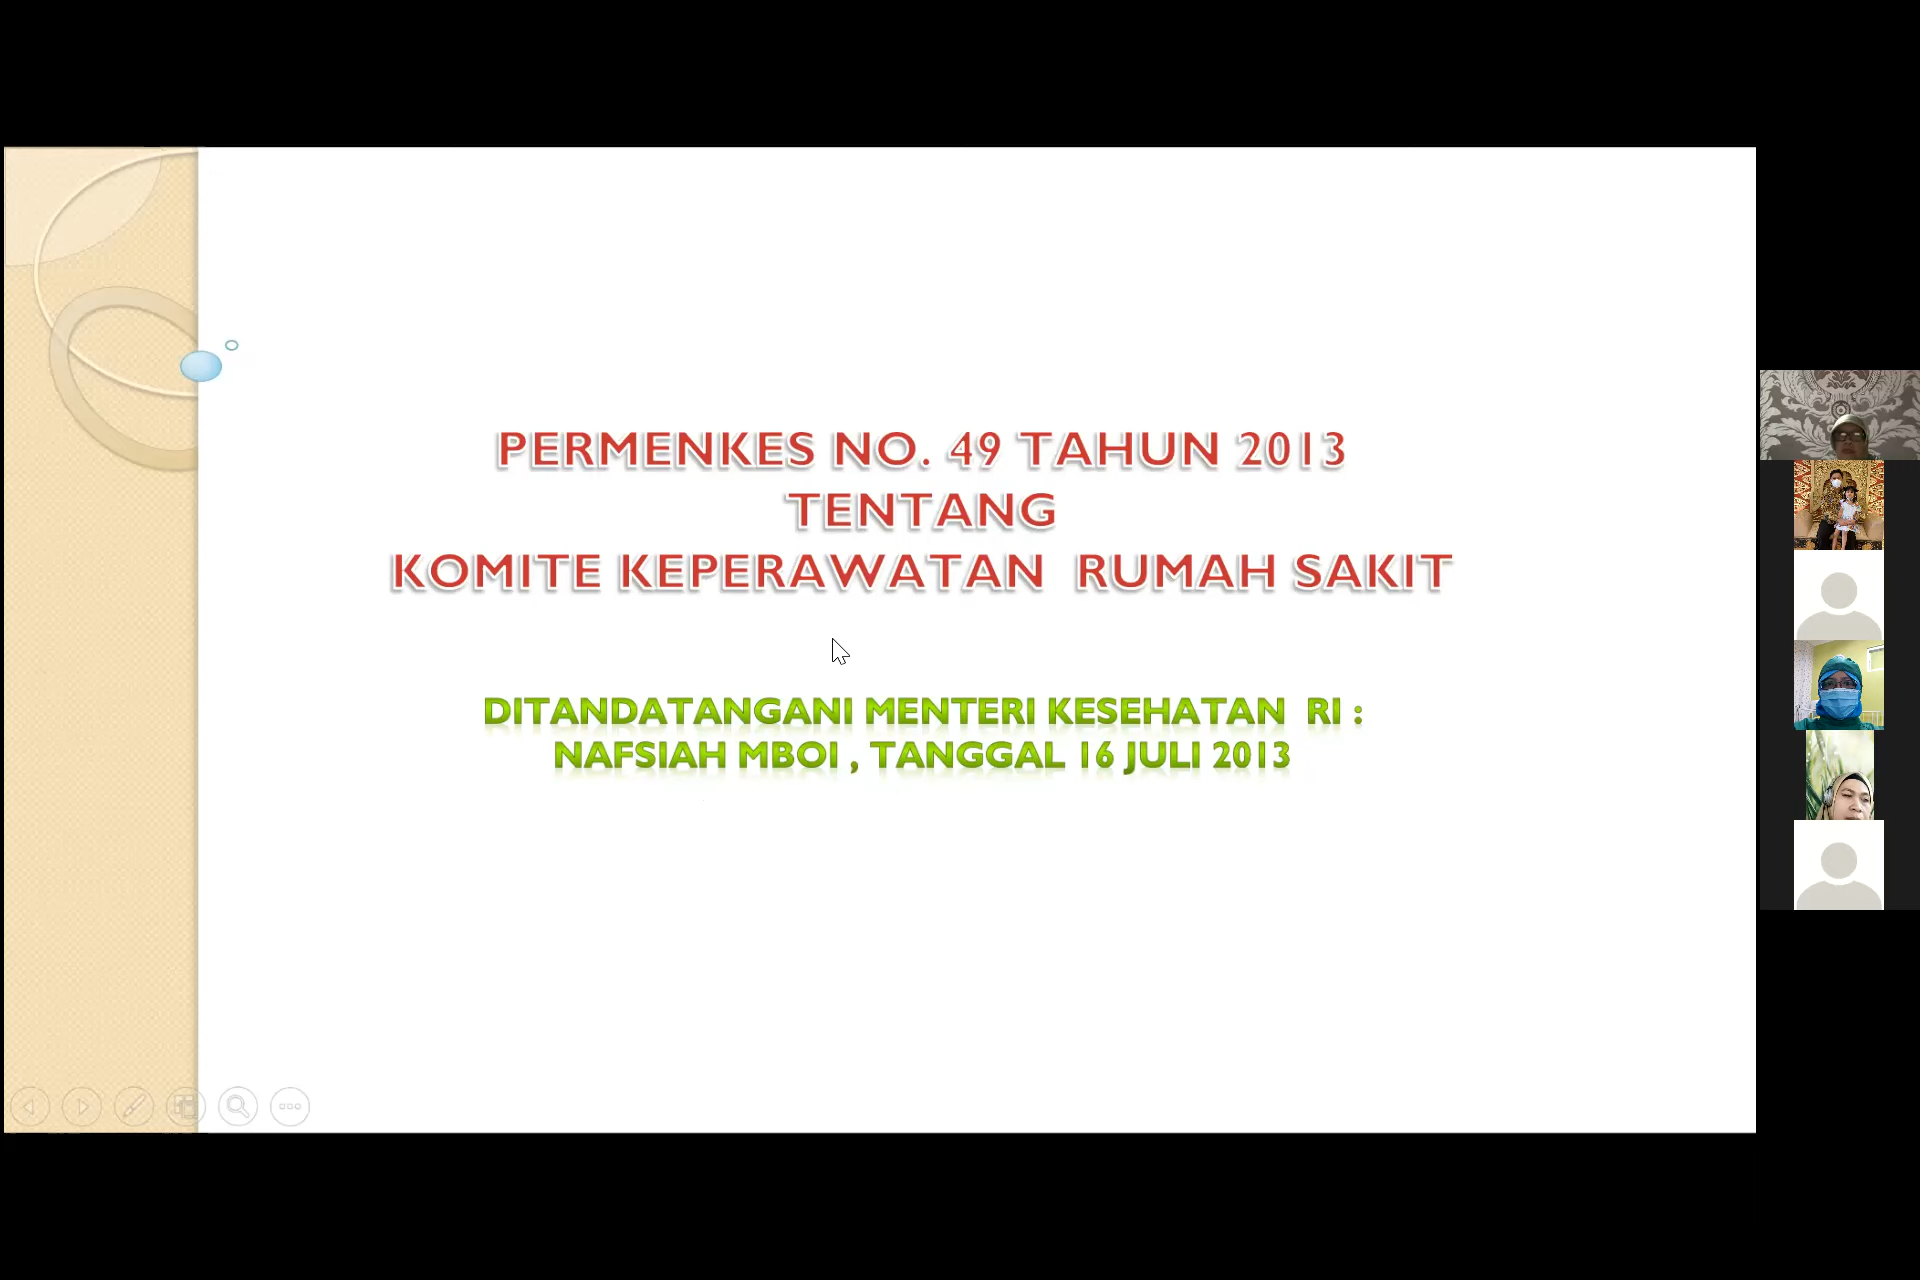 PERMENKES NO. 49 TAHUN 2013
TENTANG
KOMITE KEPERAWATAN RUMAH SAKIT
DITANDATANGANI MENTERI KESEHATAN RI :
NAFSIAH MBOI , TANGGAL 16 JULI 2013